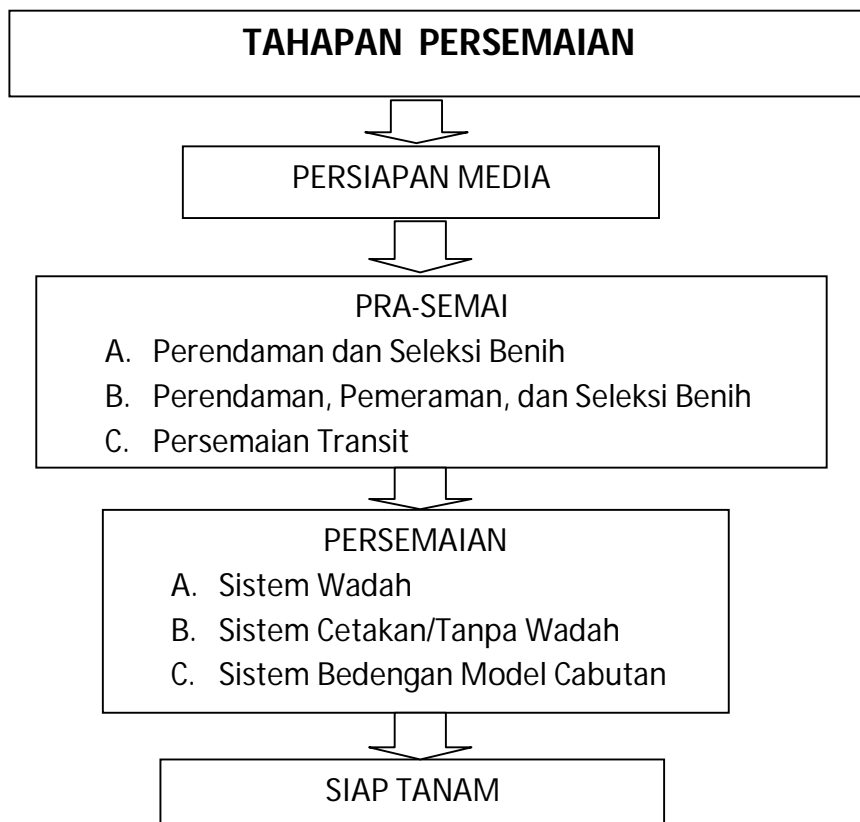 TAHAPAN PERSEMAIAN
PERSIAPAN MEDIA
PRA-SEMAI
A. Perendaman dan Seleksi Benih
B. Perendaman, Pemeraman, dan Seleksi Benih
C. Persemaian Transit
PERSEMAIAN
A. Sistem Wadah
B. Sistem Cetakan/Tanpa Wadah
C. Sistem Bedengan Model Cabutan
SIAP TANAM